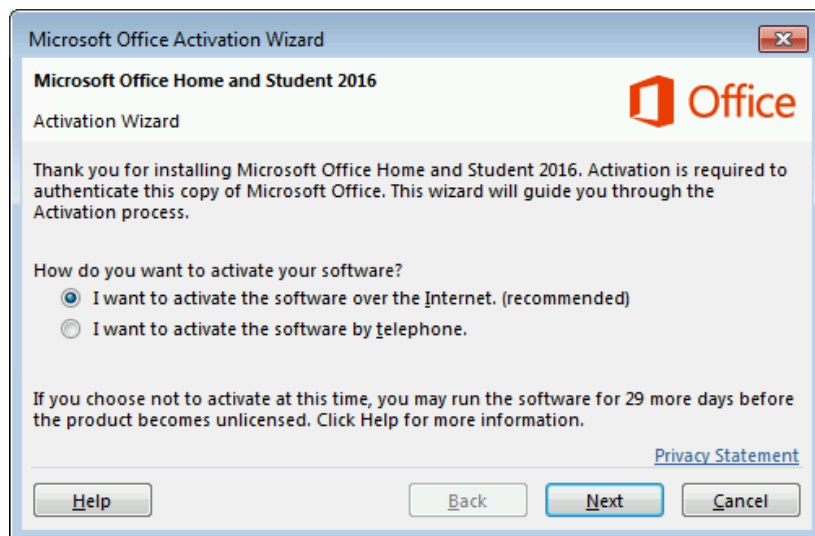 Microsoft Office Activation Wizard
Microsoft Office Home and Student 2016
Office
Activation Wizard
Thank you for installing Microsoft Office Home and Student 2016. Activation is required to
authenticate this copy of Microsoft Office. This wizard will guide you through the
Activation process.
How do you want to activate your software?
I want to activate the software over the Internet. (recommended)
I want to activate the software by telephone.
If you choose not to activate at this time, you may run the software for 29 more days before
the product becomes unlicensed. Click Help for more information.
Privacy Statement
Help Back Next Cancel